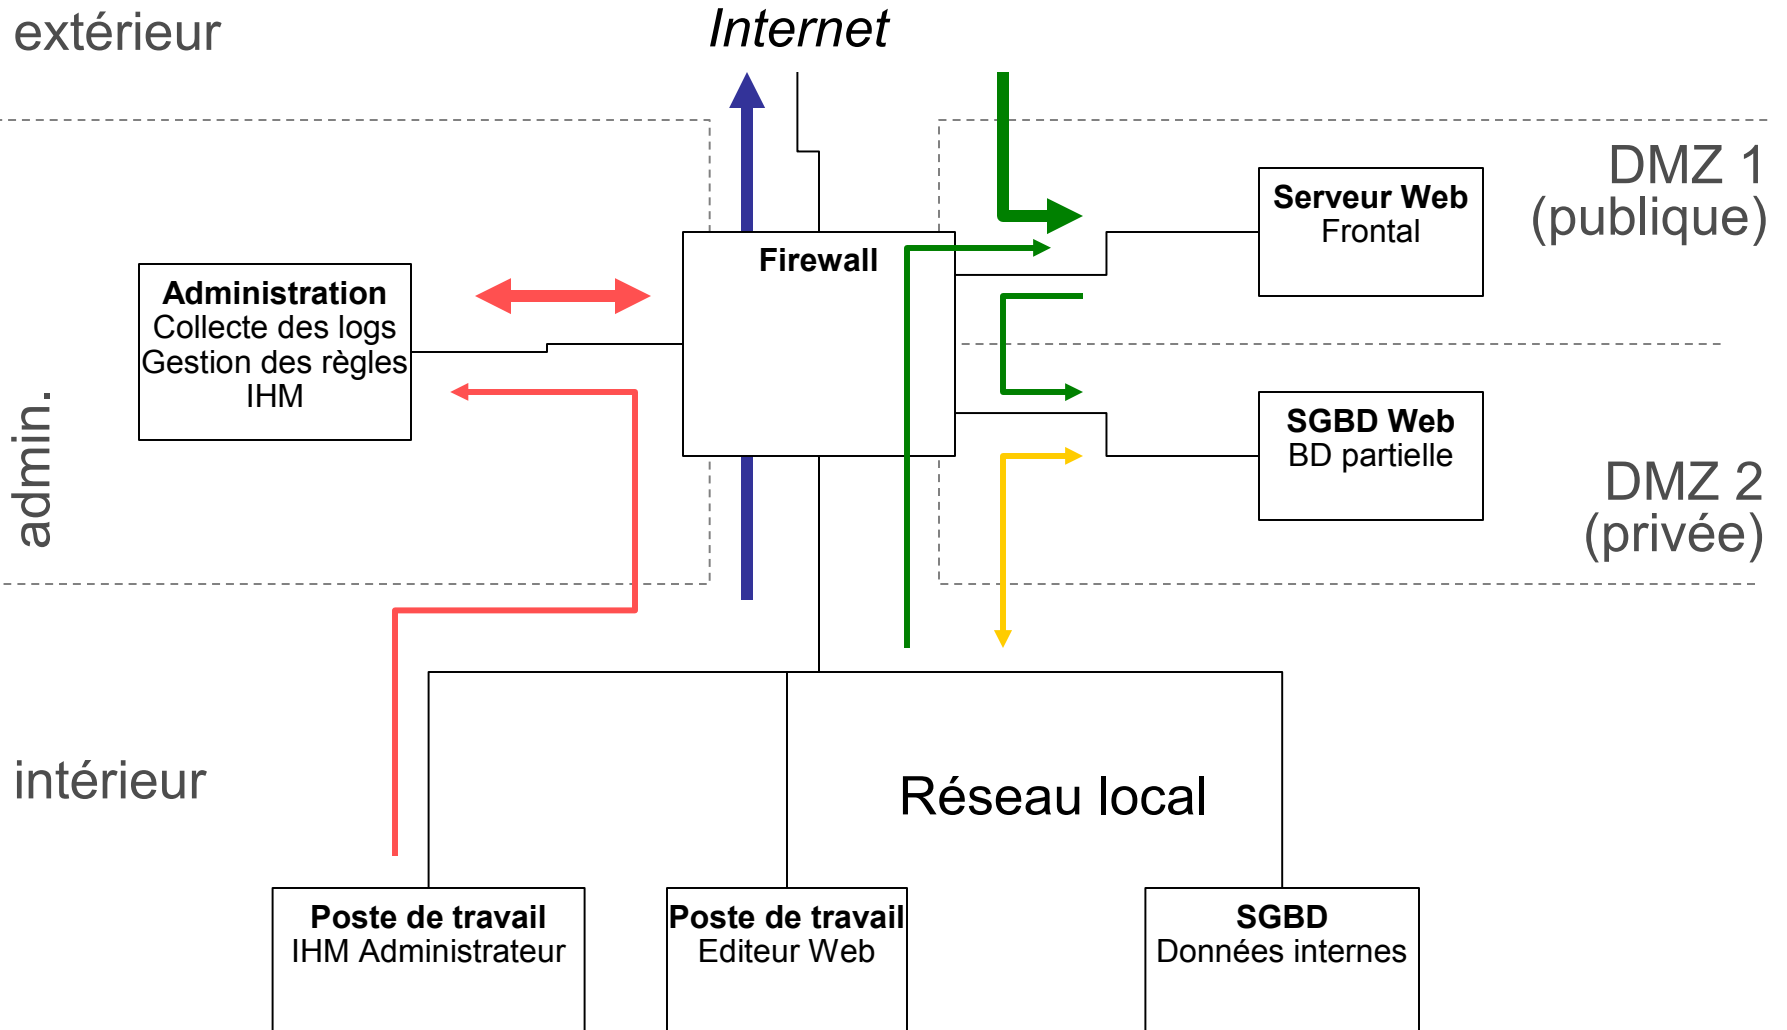 extérieur
Internet
DMZ 1
(publique)
Serveur Web
Frontal
Firewall
Administration
Collecte des logs
Gestion des règles
IHM
admin.
SGBD Web
BD partielle
DMZ 2
(privée)
intérieur
Réseau local
Poste de travail
IHM Administrateur
Poste de travail
Editeur Web
SGBD
Données internes